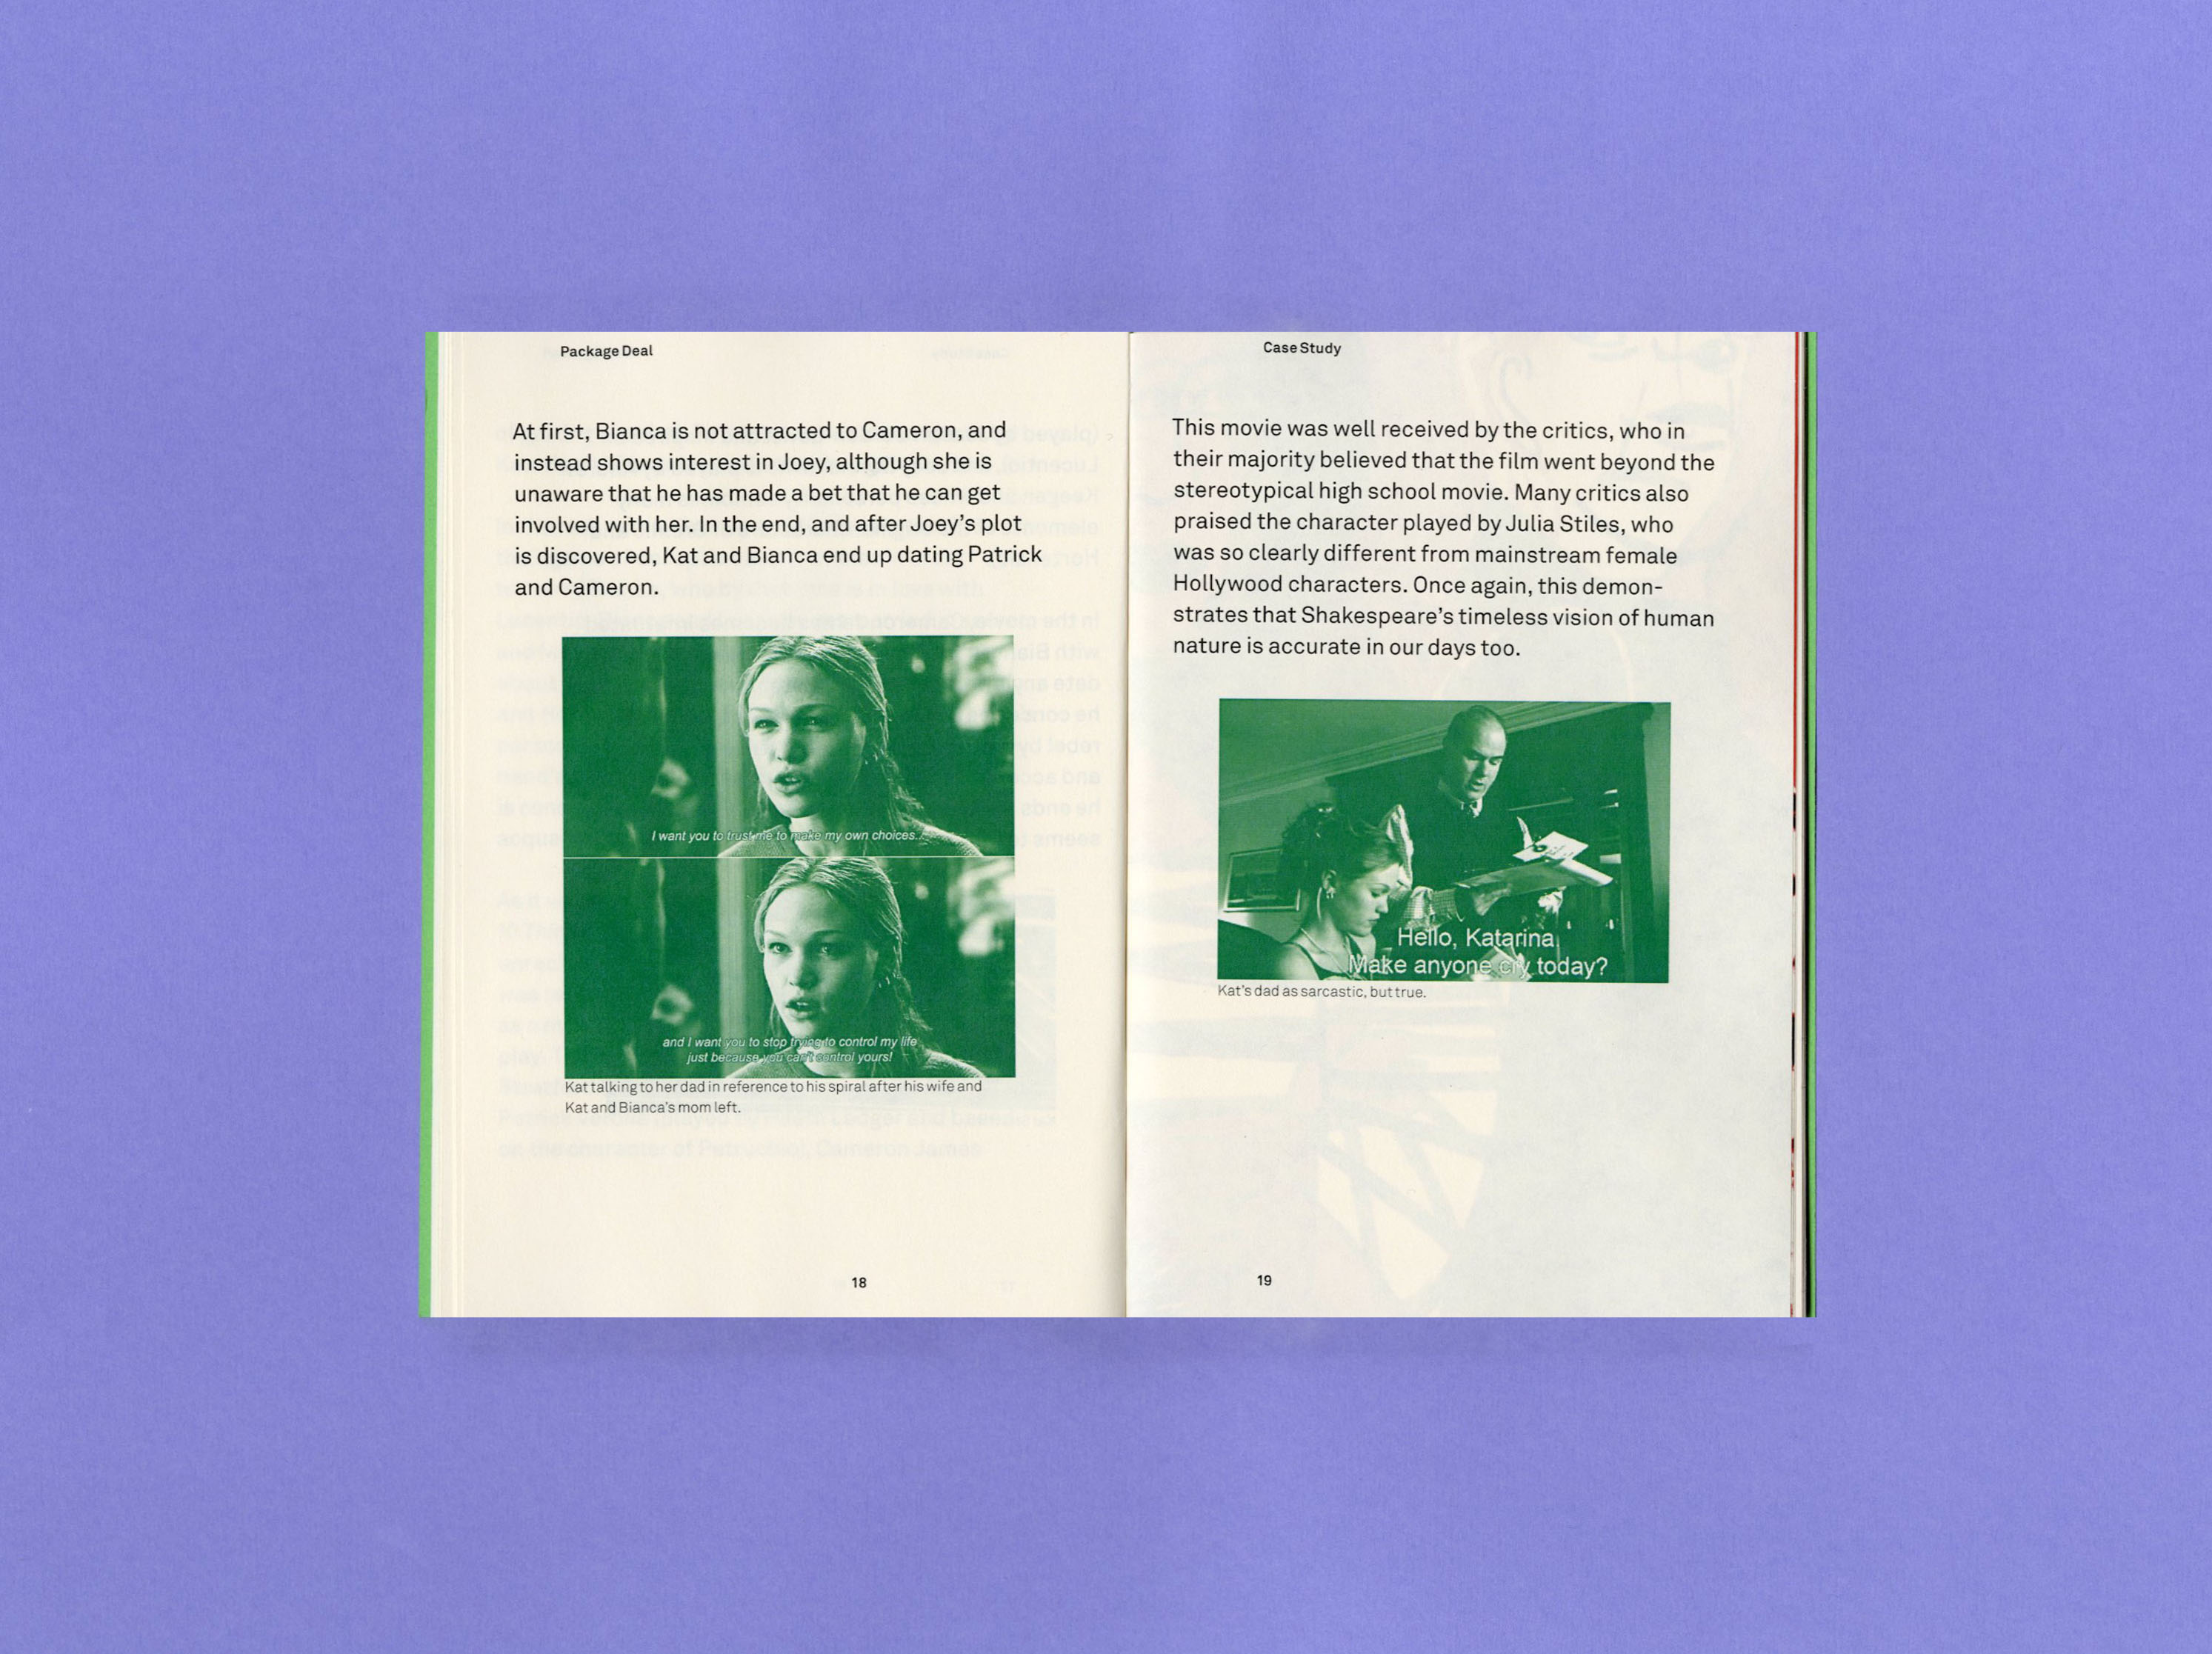 Package Deal
At first, Bianca is not attracted to Cameron, and
instead shows interest in Joey, although she is
unaware that he has made a bet that he can get
involved with her. In the end, and after Joey’s plot
is discovered, Kat and Bianca end up dating Patrick
and Cameron.
I want you to trust me to make my own choices...
and I want you to stop trying to control my life
just because you can't control yours!
Kat talking to her dad in reference to his spiral after his wife and
Kat and Bianca’s mom left.
18
Case Study
This movie was well received by the critics, who in
their majority believed that the film went beyond the
stereotypical high school movie. Many critics also
praised the character played by Julia Stiles, who
was so clearly different from mainstream female
Hollywood characters. Once again, this demon-
strates that Shakespeare’s timeless vision of human
nature is accurate in our days too.
Hello, Katarina.
Make anyone cry today?
Kat’s dad as sarcastic, but true.
19